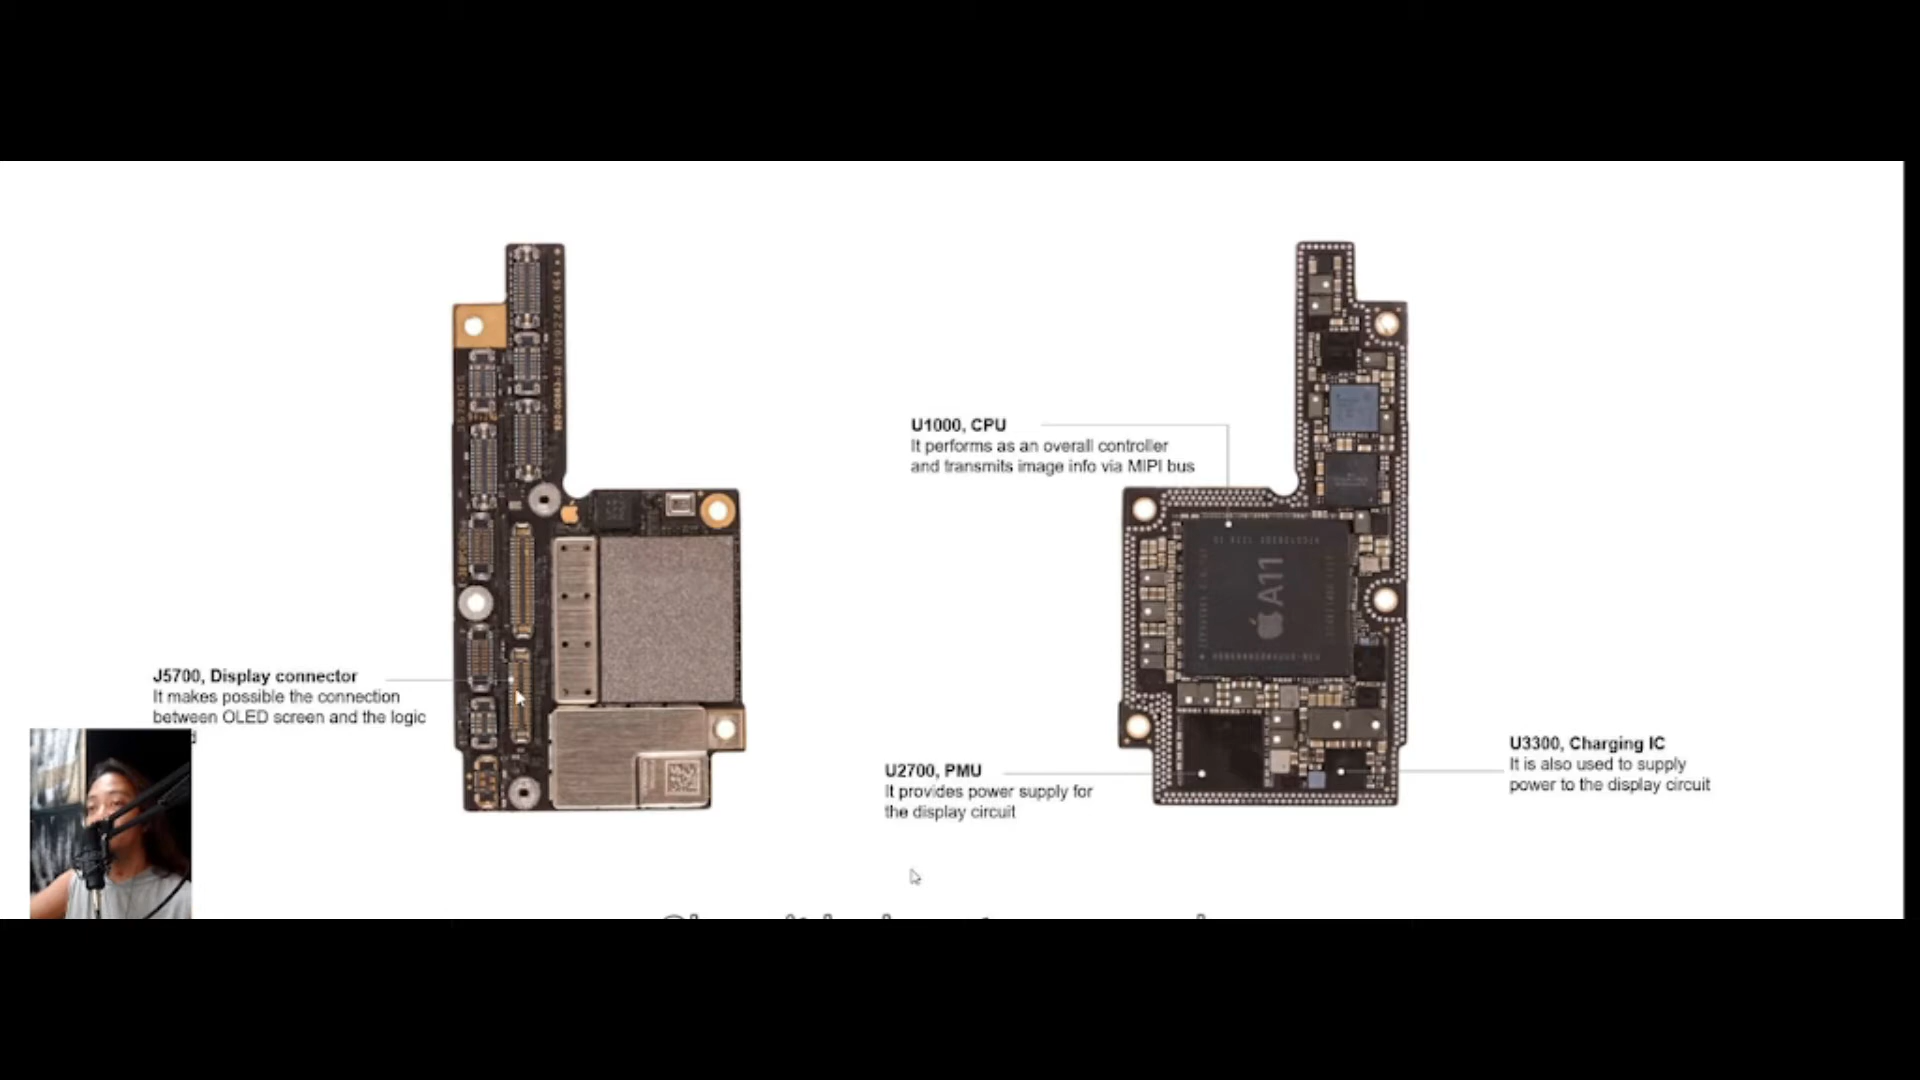 U1000, CPU
It performs as an overall controller
and transmits image info via MIPI bus
A11
J5700, Display connector
It makes possible the connection
between OLED screen and the logic
U2700, PMU
It provides power supply for
the display circuit
U3300, Charging IC
It is also used to supply
power to the display circuit